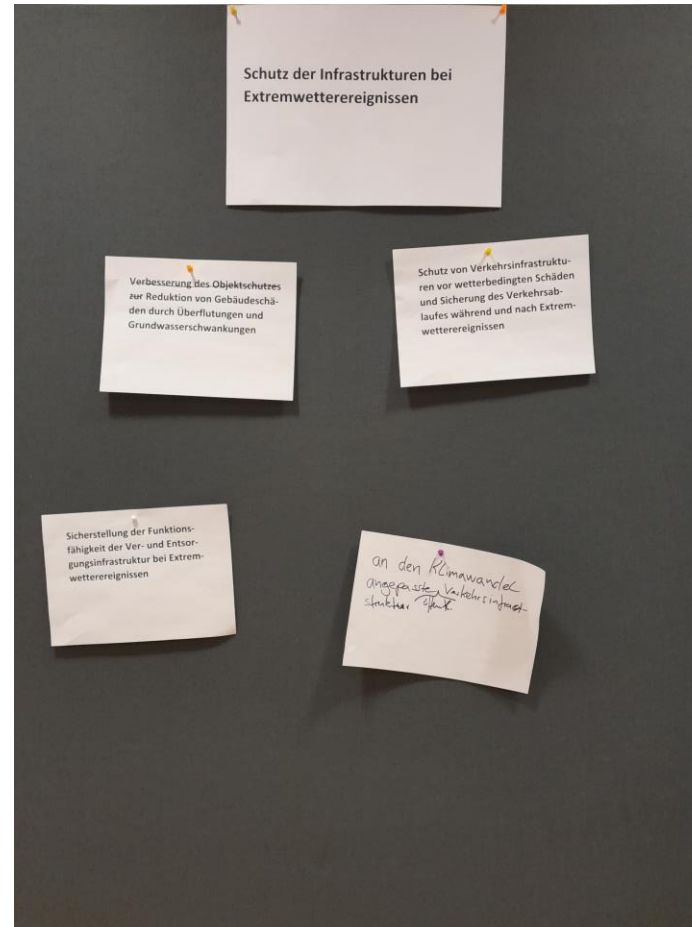 Schutz der Infrastrukturen bei
Extremwetterereignissen
Verbesserung des Objektschutzes
zur Reduktion von Gebäudeschä-
den durch Überflutungen und
Grundwasserschwankungen
Schutz von Verkehrsinfrastruktu-
ren vor wetterbedingten Schäden
und Sicherung des Verkehrsab-
laufes während und nach Extrem-
wetterereignissen
Sicherstellung der Funktions-
fähigkeit der Ver- und Entsor-
gungsinfrastruktur bei Extrem-
wetterereignissen
an den Klimawandel
angepasste Verkehrsinfrast-
struktur